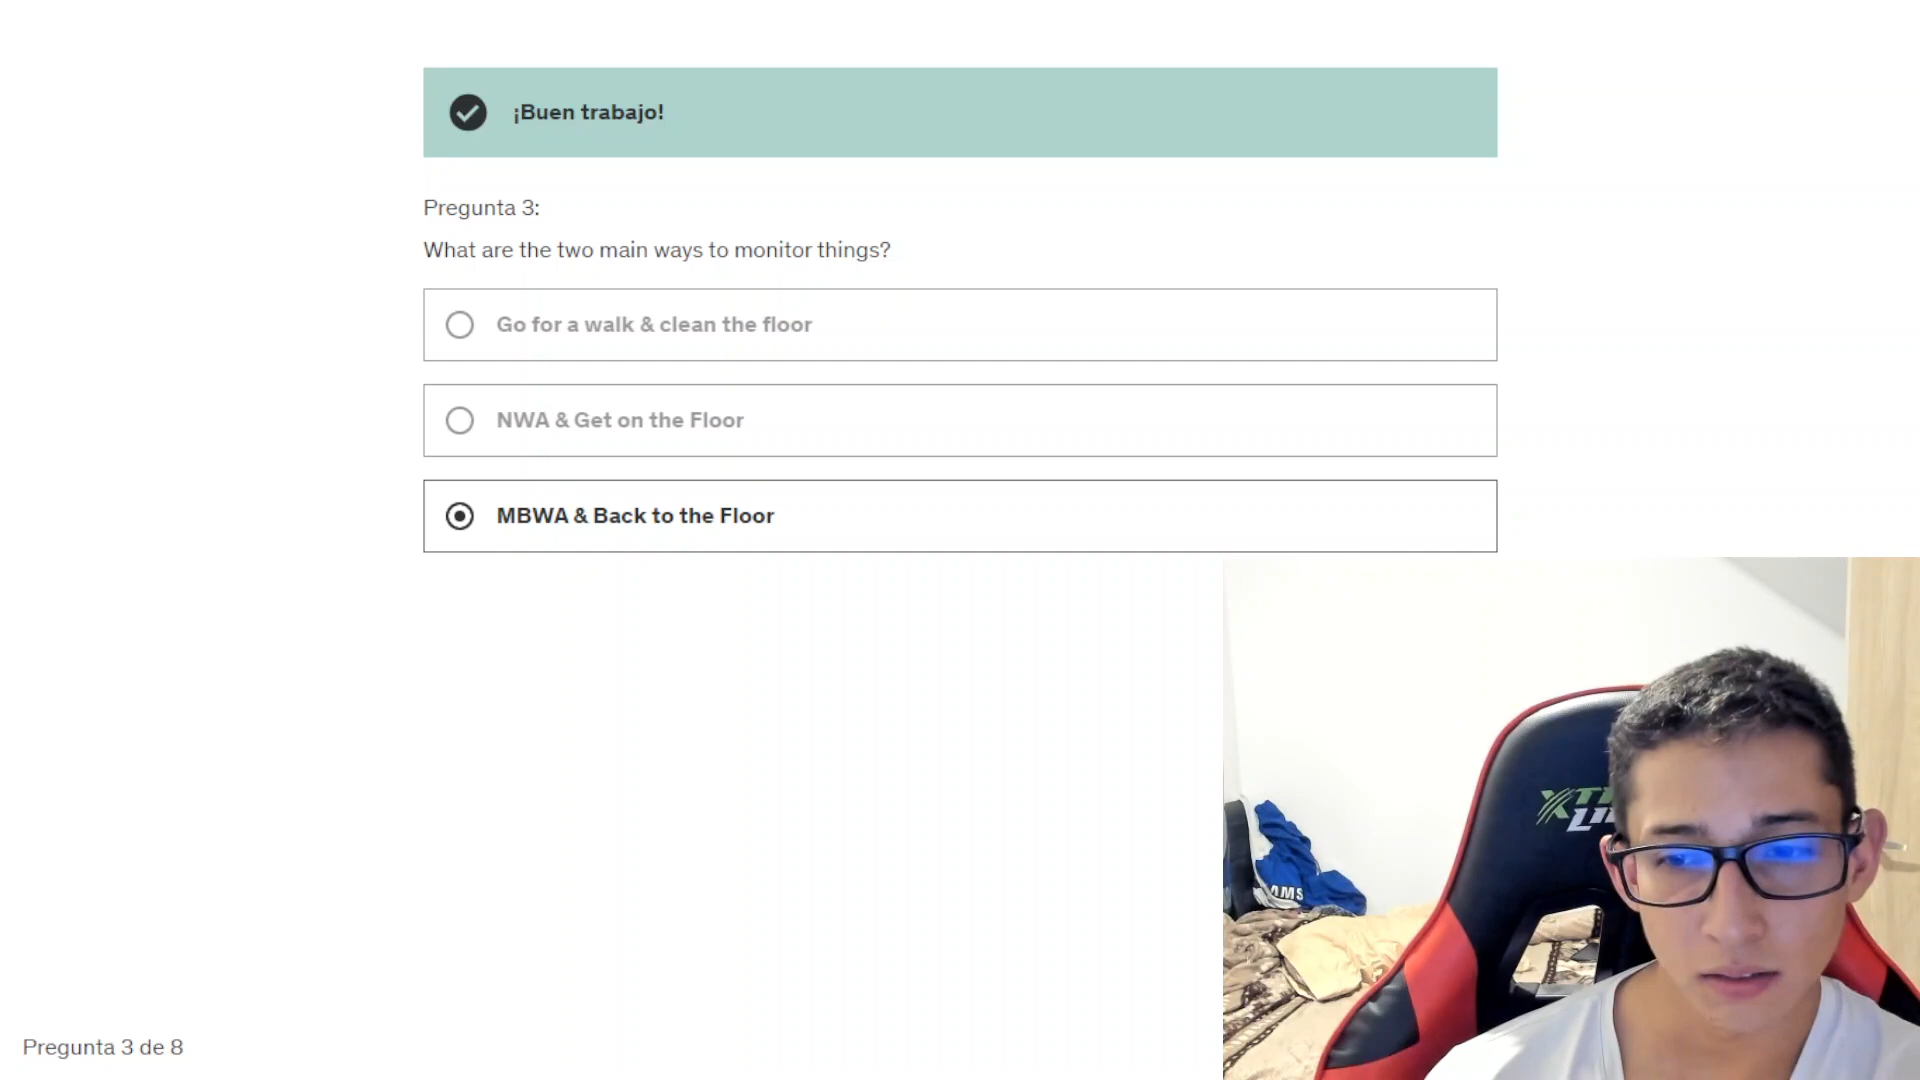 ¡Buen trabajo!
Pregunta 3:
What are the two main ways to monitor things?
Go for a walk & clean the floor
NWA & Get on the Floor
MBWA & Back to the Floor
Pregunta 3 de 8